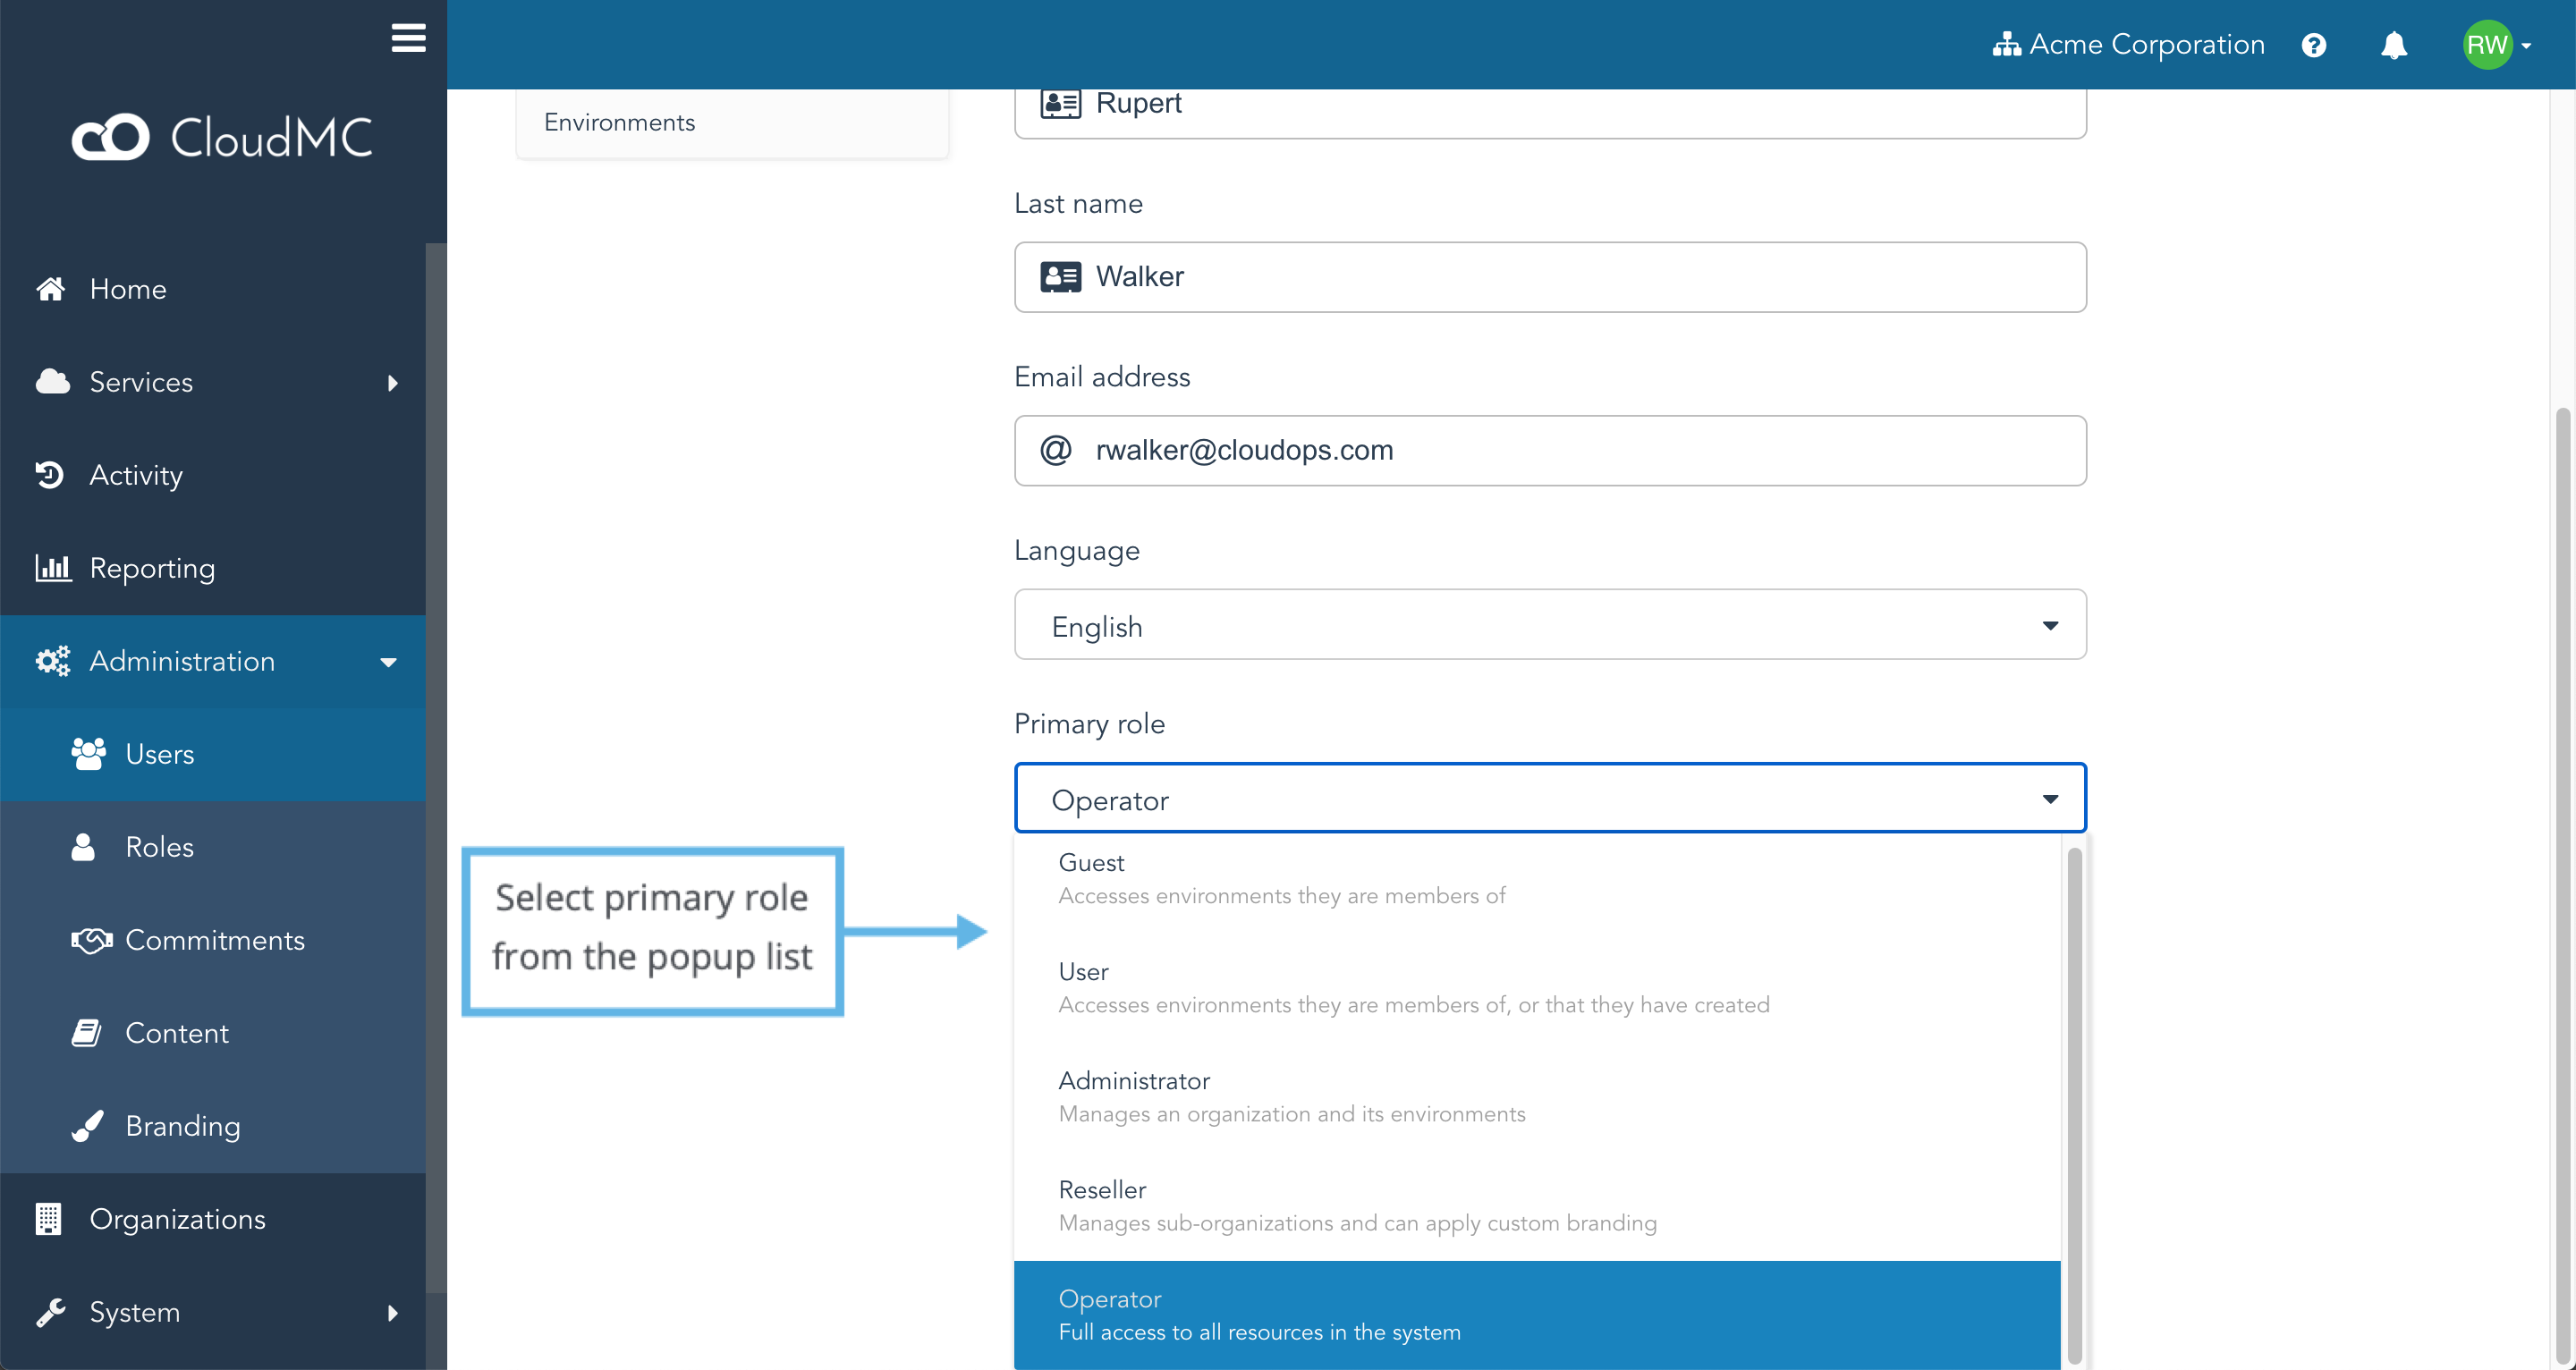 Acme Corporation
RW
CloudMC
Home
Services
Activity
Reporting
Administration
Users
Roles
Commitments
Content
Branding
Organizations
System
Environments
Rupert
Last name
Walker
Email address
@ rwalker@cloudops.com
Language
English
Primary role
Operator
Select primary role
from the popup list
Guest
Accesses environments they are members of
User
Accesses environments they are members of, or that they have created
Administrator
Manages an organization and its environments
Reseller
Manages sub-organizations and can apply custom branding
Operator
Full access to all resources in the system